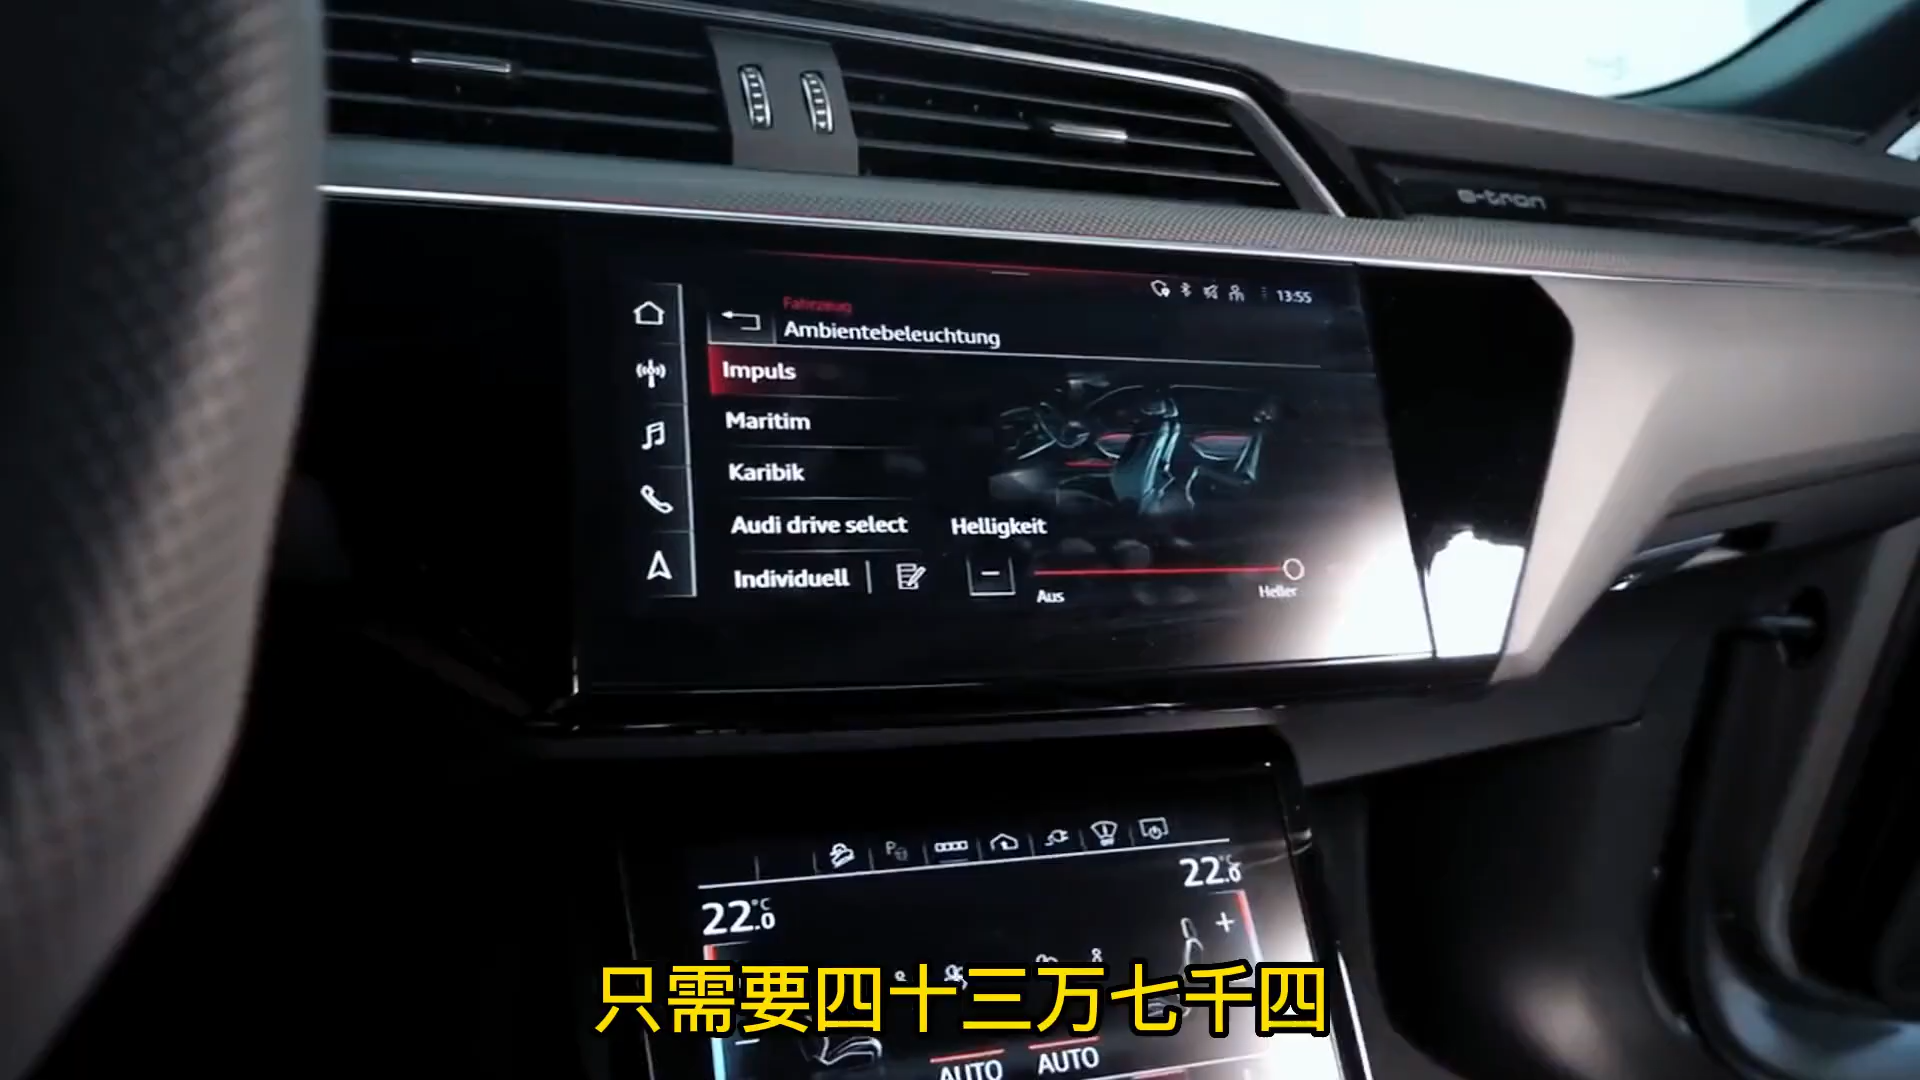 e-tron
13:55
Fahrzeug
Ambientebeleuchtung
Impuls
Maritim
Karibik
Audi drive select
Helligkeit
Individuell
Aus
Heller
22.0°C
22.0°C
AUTO
AUTO
只需要四十三万七千四